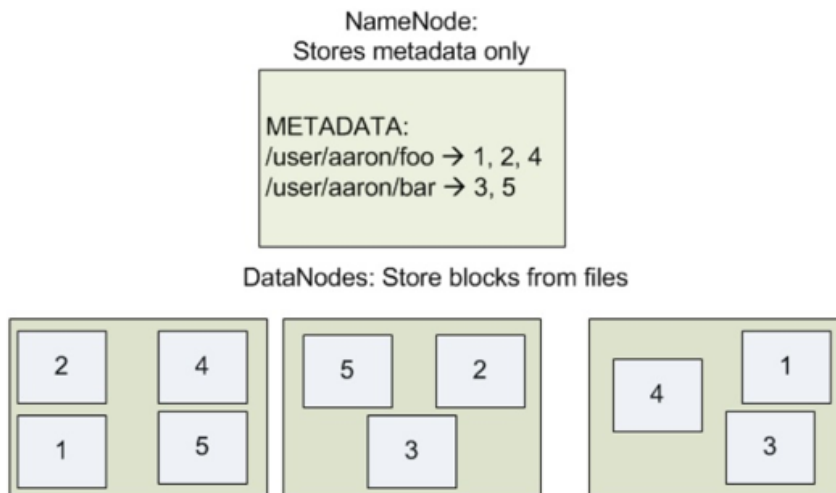 NameNode:
Stores metadata only
METADATA:
/user/aaron/foo → 1, 2, 4
/user/aaron/bar → 3, 5
DataNodes: Store blocks from files
2 4
1 5
5 2
3
4 1
3